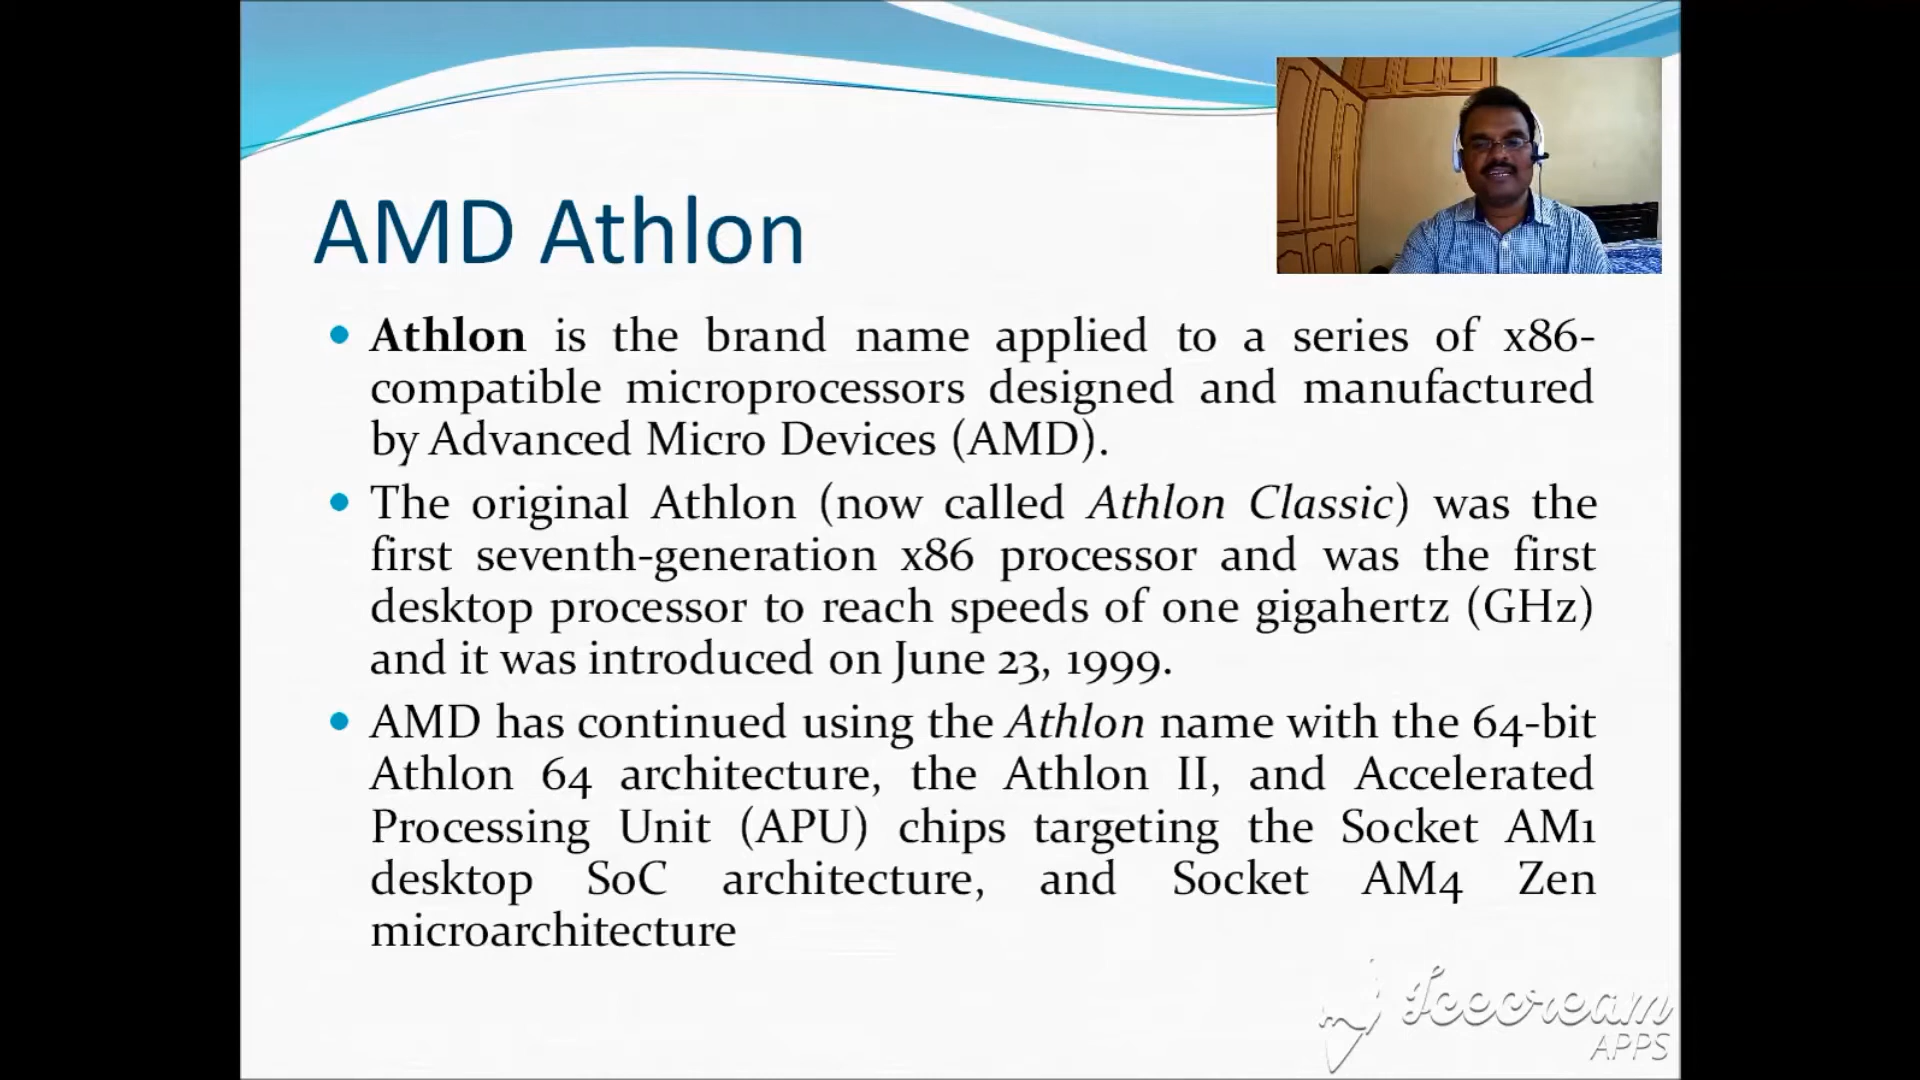 AMD Athlon
Athlon is the brand name applied to a series of x86-
compatible microprocessors designed and manufactured
by Advanced Micro Devices (AMD).
The original Athlon (now called Athlon Classic) was the
first seventh-generation x86 processor and was the first
desktop processor to reach speeds of one gigahertz (GHz)
and it was introduced on June 23, 1999.
AMD has continued using the Athlon name with the 64-bit
Athlon 64 architecture, the Athlon II, and Accelerated
Processing Unit (APU) chips targeting the Socket AM1
desktop SoC architecture, and Socket AM4 Zen
microarchitecture
Icecream
APPS